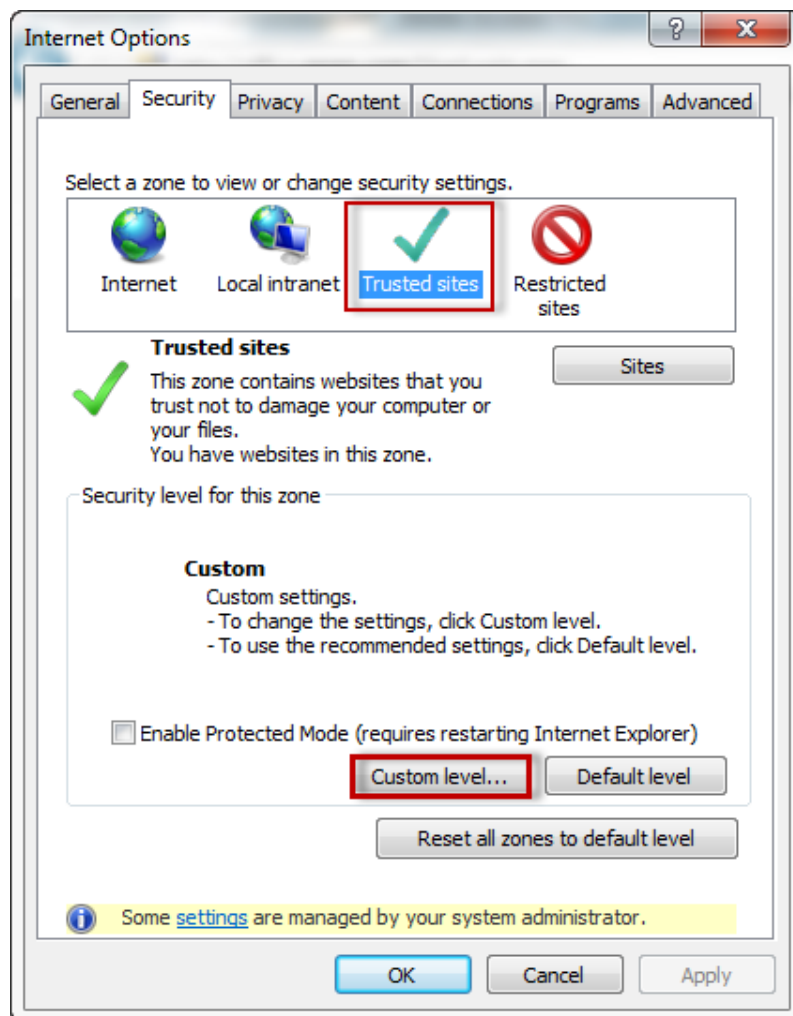 Internet Options
General Security Privacy Content Connections Programs Advanced
Select a zone to view or change security settings.
Internet Local intranet Trusted sites Restricted
sites
Trusted sites
Sites
This zone contains websites that you
trust not to damage your computer or
your files.
You have websites in this zone.
Security level for this zone
Custom
Custom settings.
- To change the settings, click Custom level.
- To use the recommended settings, click Default level.
Enable Protected Mode (requires restarting Internet Explorer)
Custom level... Default level
Reset all zones to default level
Some settings are managed by your system administrator.
OK Cancel Apply